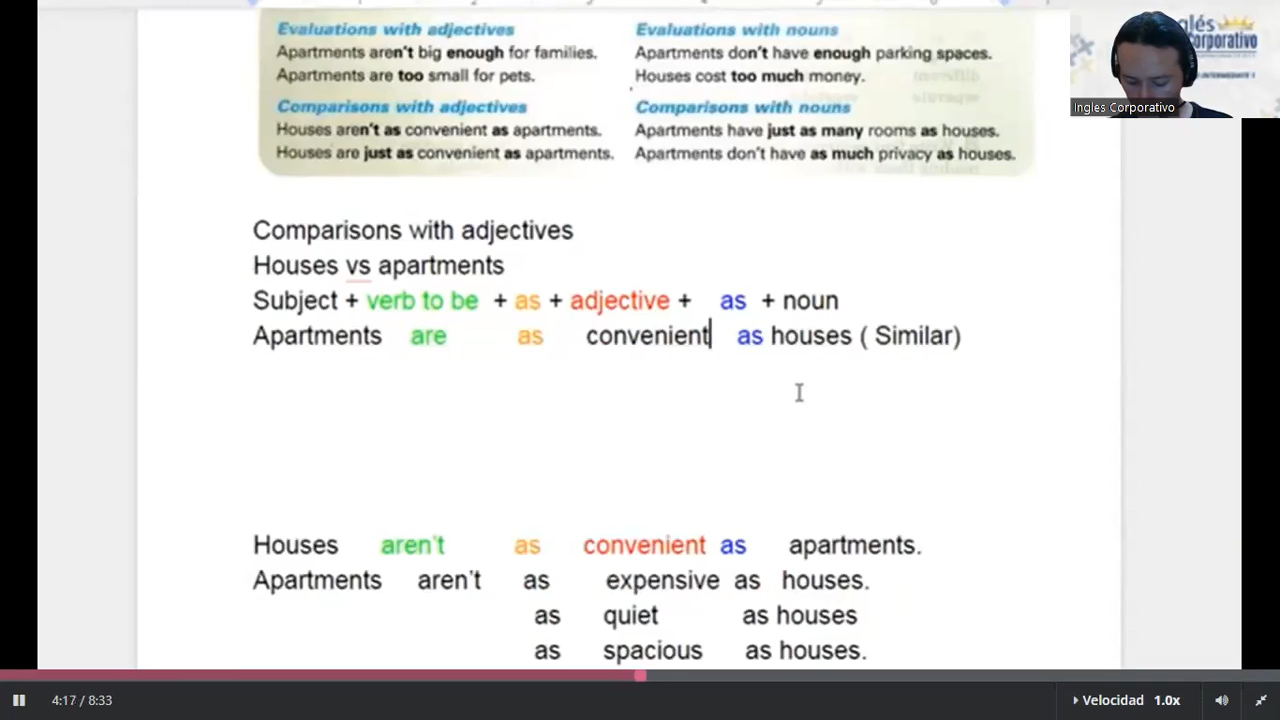 Evaluations with adjectives
Apartments aren't big enough for families.
Apartments are too small for pets.
Evaluations with nouns
Apartments don't have enough parking spaces.
Houses cost too much money.
Comparisons with adjectives
Houses aren't as convenient as apartments.
Houses are just as convenient as apartments.
Comparisons with nouns
Apartments have just as many rooms as houses.
Apartments don't have as much privacy as houses.
Inglés Corporativo
Comparisons with adjectives
Houses vs apartments
Subject + verb to be + as + adjective + as + noun
Apartments are as convenient as houses ( Similar)
Houses aren't as convenient as apartments.
Apartments aren't as expensive as houses.
as quiet as houses
as spacious as houses.
4:17 / 8:33
Velocidad 1.0x